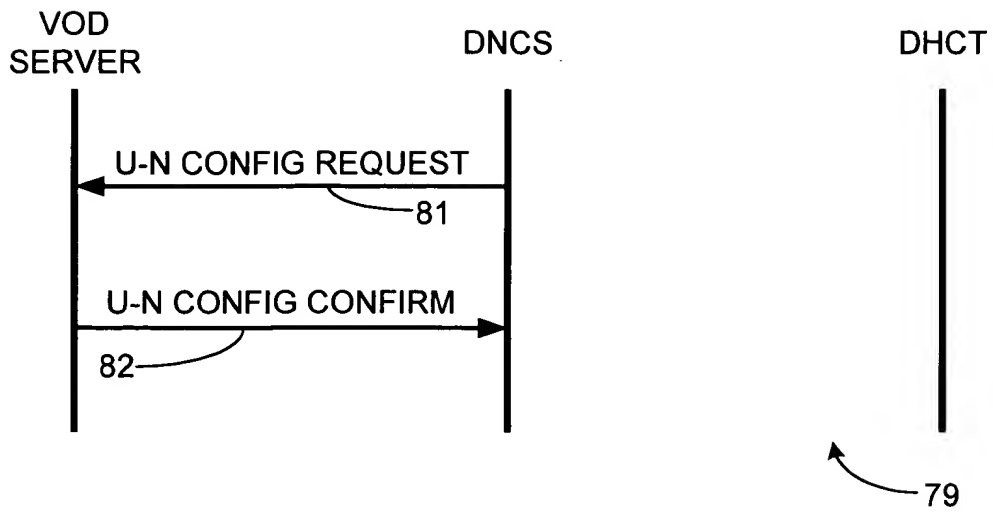 VOD
SERVER
DNCS
DHCT
U-N CONFIG REQUEST
81
U-N CONFIG CONFIRM
82
79